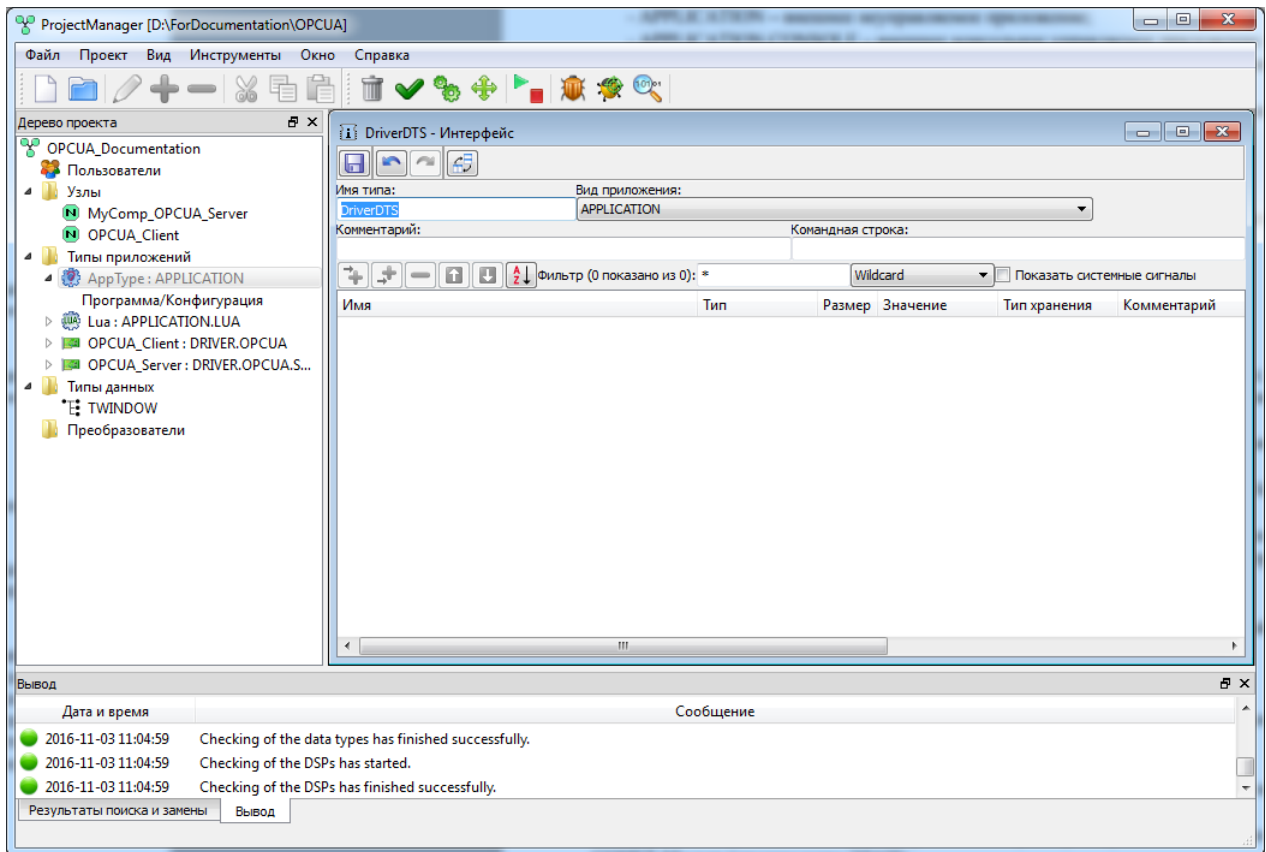 ProjectManager [D:\ForDocumentation\OPCUA]
Файл Проект Вид Инструменты Окно Справка
Дерево проекта
OPCUA_Documentation
Пользователи
Узлы
MyComp_OPCUA_Server
OPCUA_Client
Типы приложений
AppType : APPLICATION
Программа/Конфигурация
Lua : APPLICATION.LUA
OPCUA_Client : DRIVER.OPCUA
OPCUA_Server : DRIVER.OPCUA.S...
Типы данных
TWINDOW
Преобразователи
DriverDTS - Интерфейс
Имя типа: Вид приложения:
DriverDTS APPLICATION
Комментарий: Командная строка:
Фильтр (0 показано из 0): * Wildcard Показать системные сигналы
Имя Тип Размер Значение Тип хранения Комментарий
Вывод
Дата и время Сообщение
2016-11-03 11:04:59 Checking of the data types has finished successfully.
2016-11-03 11:04:59 Checking of the DSPs has started.
2016-11-03 11:04:59 Checking of the DSPs has finished successfully.
Результаты поиска и замены Вывод